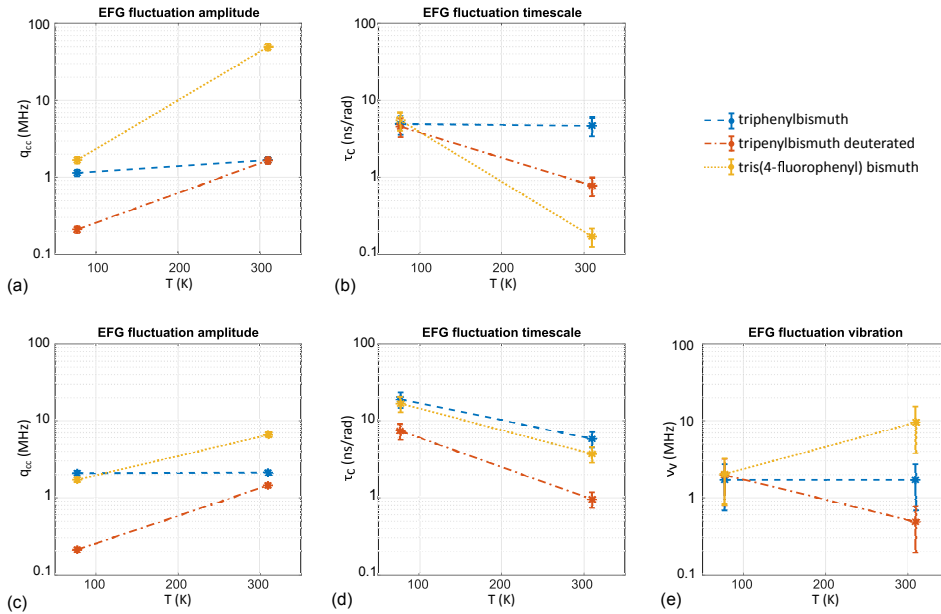 EFG fluctuation amplitude
100
10
1
0.1
q_cc (MHz)
100
200
300
T (K)
(a)
EFG fluctuation timescale
100
10
1
0.1
τ_C (ns/rad)
100
200
300
T (K)
(b)
triphenylbismuth
tripenylbismuth deuterated
tris(4-fluorophenyl) bismuth
EFG fluctuation amplitude
100
10
1
0.1
q_cc (MHz)
100
200
300
T (K)
(c)
EFG fluctuation timescale
100
10
1
0.1
τ_C (ns/rad)
100
200
300
T (K)
(d)
EFG fluctuation vibration
100
10
1
0.1
ν_V (MHz)
100
200
300
T (K)
(e)